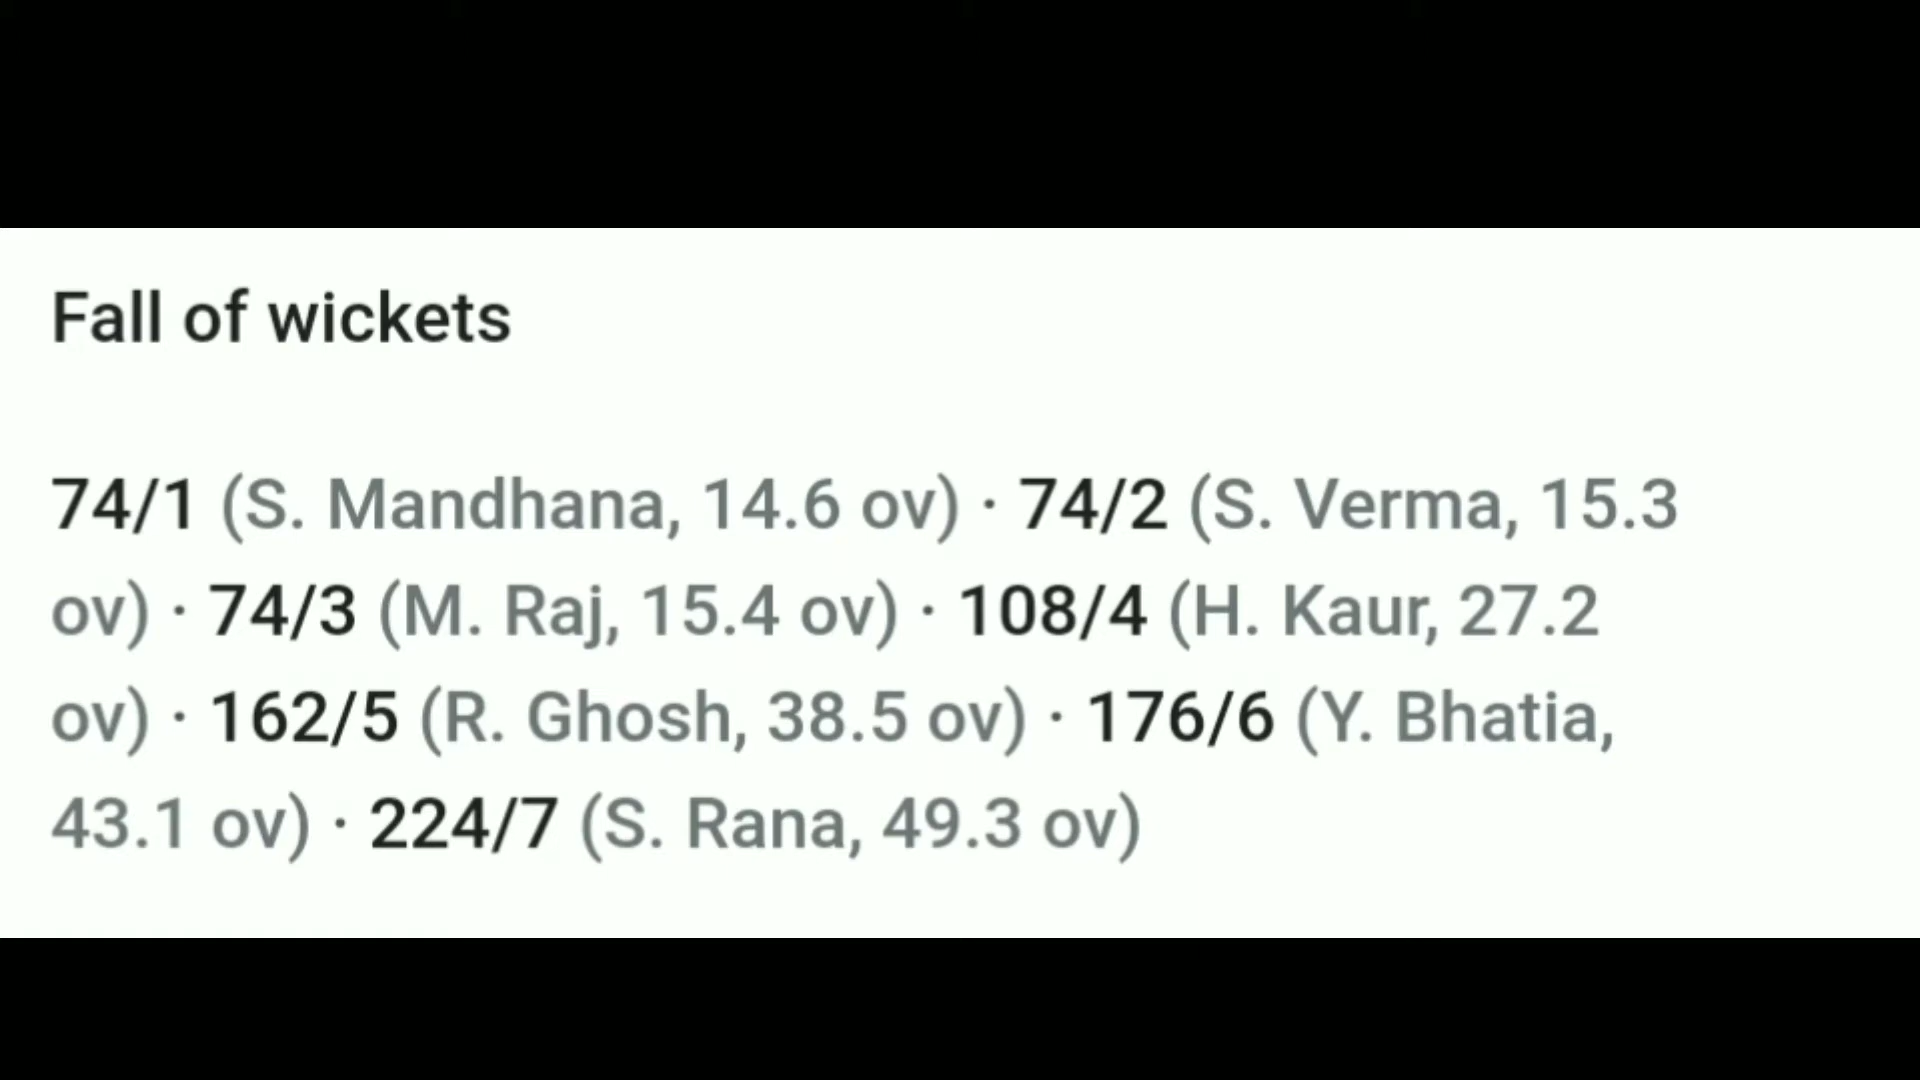 Fall of wickets
74/1 (S. Mandhana, 14.6 ov) · 74/2 (S. Verma, 15.3
ov) · 74/3 (M. Raj, 15.4 ov) · 108/4 (H. Kaur, 27.2
ov) · 162/5 (R. Ghosh, 38.5 ov) · 176/6 (Y. Bhatia,
43.1 ov) · 224/7 (S. Rana, 49.3 ov)